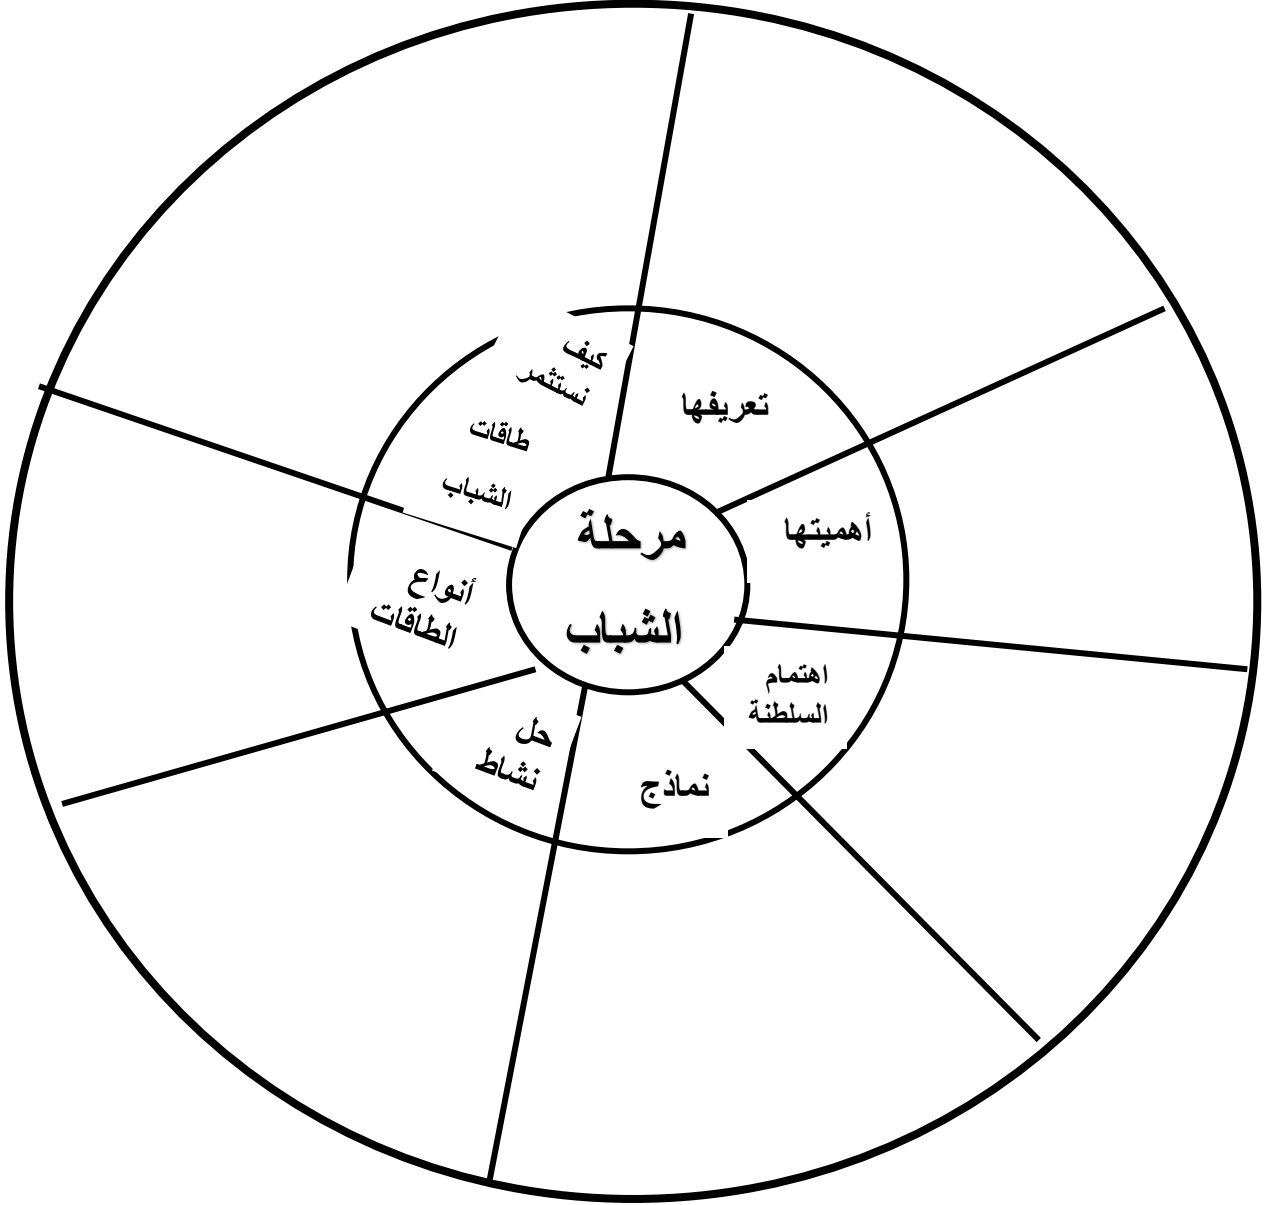 مرحلة
الشباب
تعريفها
أهميتها
اهتمام
السلطنة
نماذج
حل
نشاط
أنواع
الطاقات
كيف
نستثمر
طاقات
الشباب